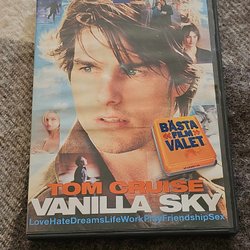 BÄSTA
FILM
VALET
TOM CRUISE
VANILLA SKY
LoveHateDreamsLifeWorkPlayFriendshipSex